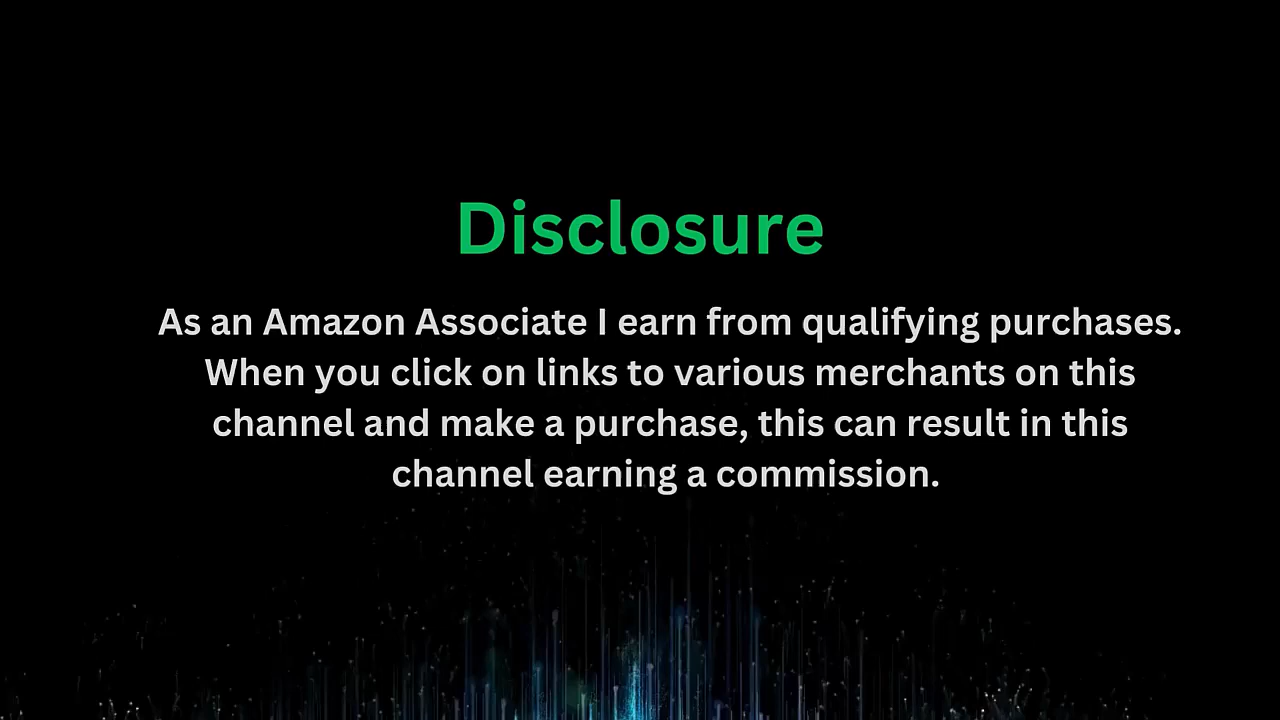 Disclosure
As an Amazon Associate I earn from qualifying purchases.
When you click on links to various merchants on this
channel and make a purchase, this can result in this
channel earning a commission.